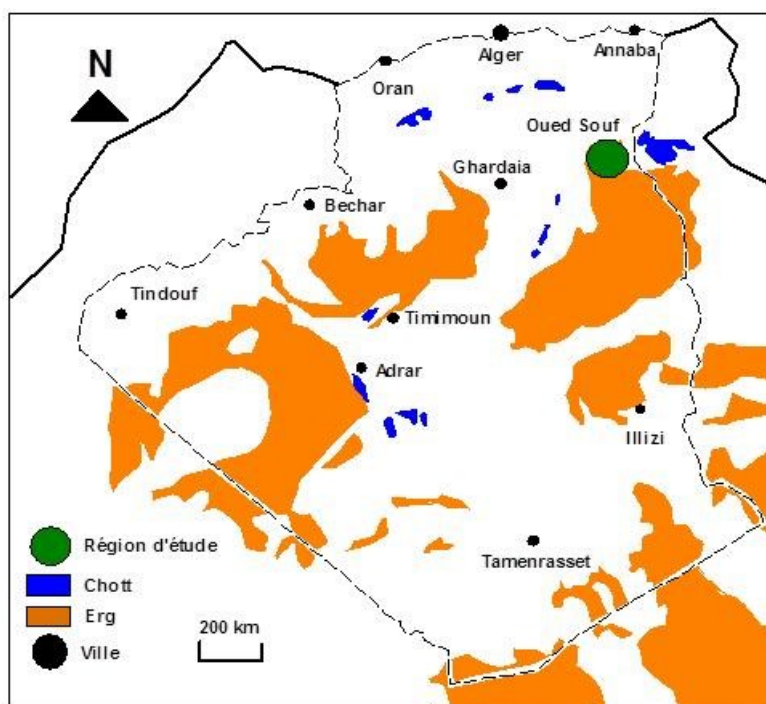 N
Alger
Annaba
Oran
Oued Souf
Ghardaia
Bechar
Tindouf
Timimoun
Adrar
Illizi
Tamenrasset
Région d'étude
Chott
Erg
Ville
200 km